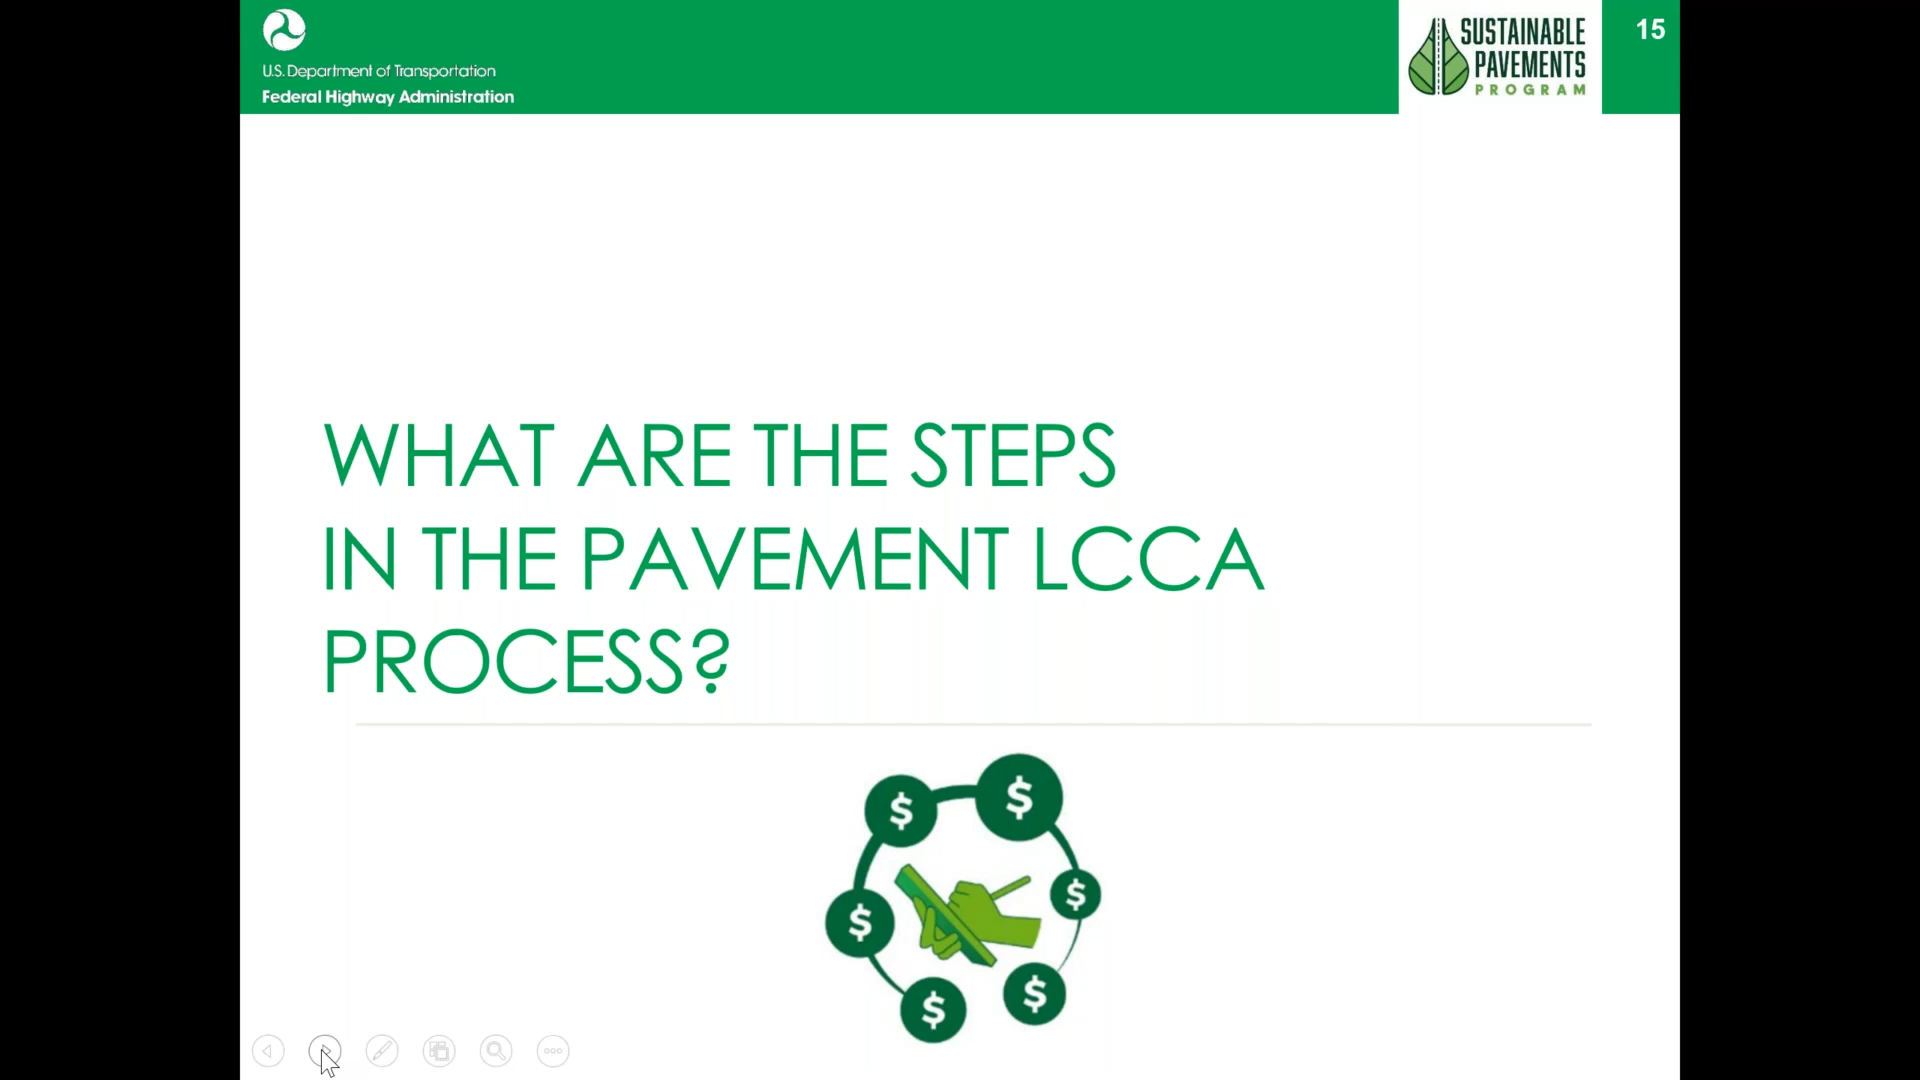 U.S. Department of Transportation
Federal Highway Administration
SUSTAINABLE
PAVEMENTS
PROGRAM
15
WHAT ARE THE STEPS
IN THE PAVEMENT LCCA
PROCESS?
$
$
$
$
$
$